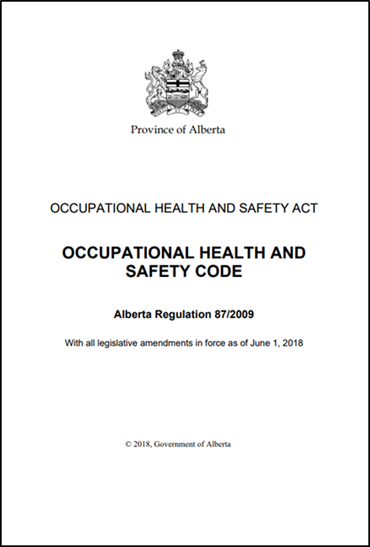 Province of Alberta
OCCUPATIONAL HEALTH AND SAFETY ACT
OCCUPATIONAL HEALTH AND
SAFETY CODE
Alberta Regulation 87/2009
With all legislative amendments in force as of June 1, 2018
© 2018, Government of Alberta